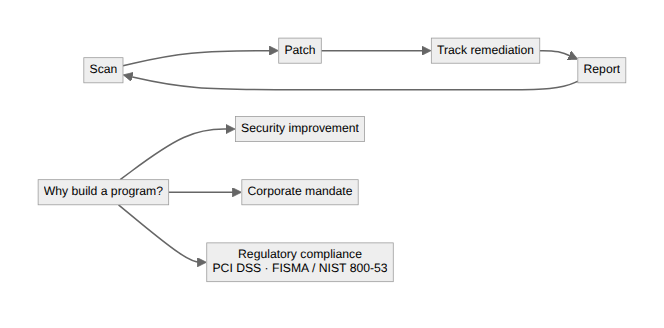 Scan
Patch
Track remediation
Report
Security improvement
Why build a program?
Corporate mandate
Regulatory compliance
PCI DSS · FISMA / NIST 800-53